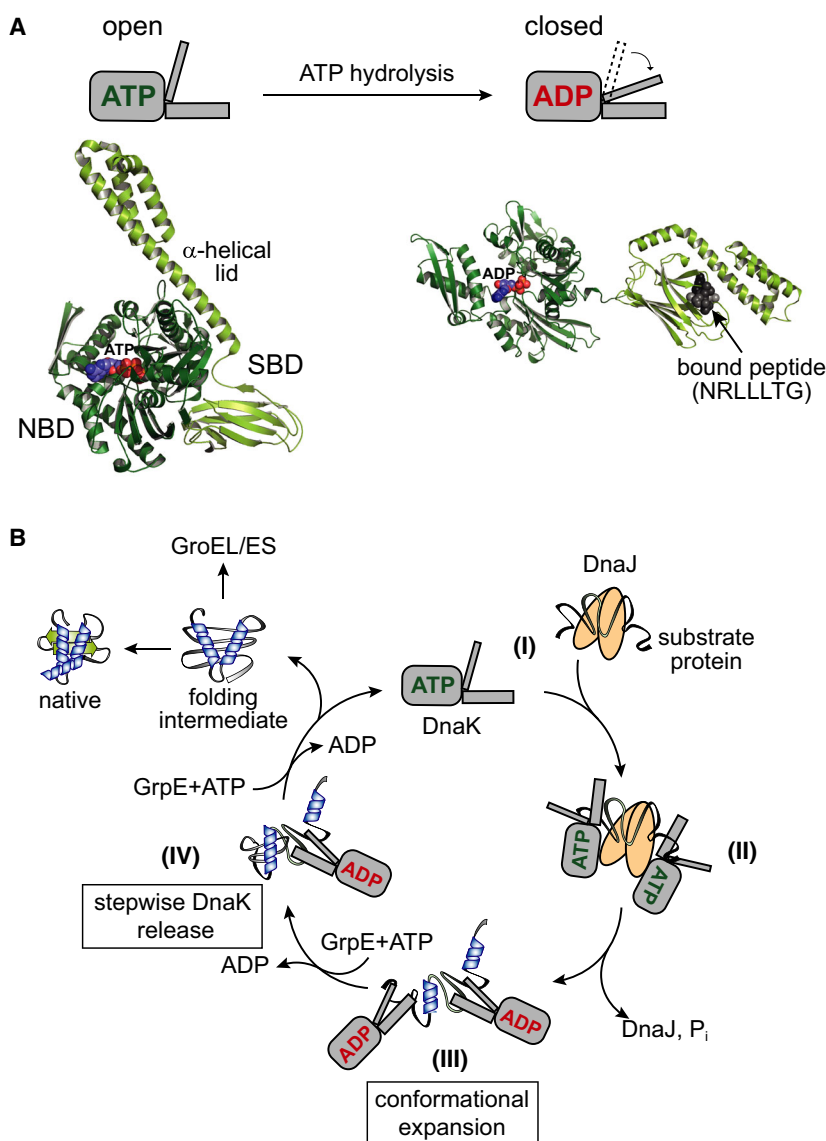 A
open
closed
ATP
ATP hydrolysis
ADP
α-helical
lid
ATP
SBD
NBD
ADP
bound peptide
(NRLLLTG)
B
GroEL/ES
DnaJ
(I)
substrate
protein
native
folding
intermediate
ATP
DnaK
ADP
GrpE+ATP
(IV)
ADP
ATP
ATP
(II)
stepwise DnaK
release
GrpE+ATP
ADP
ADP
ADP
DnaJ, Pi
(III)
conformational
expansion